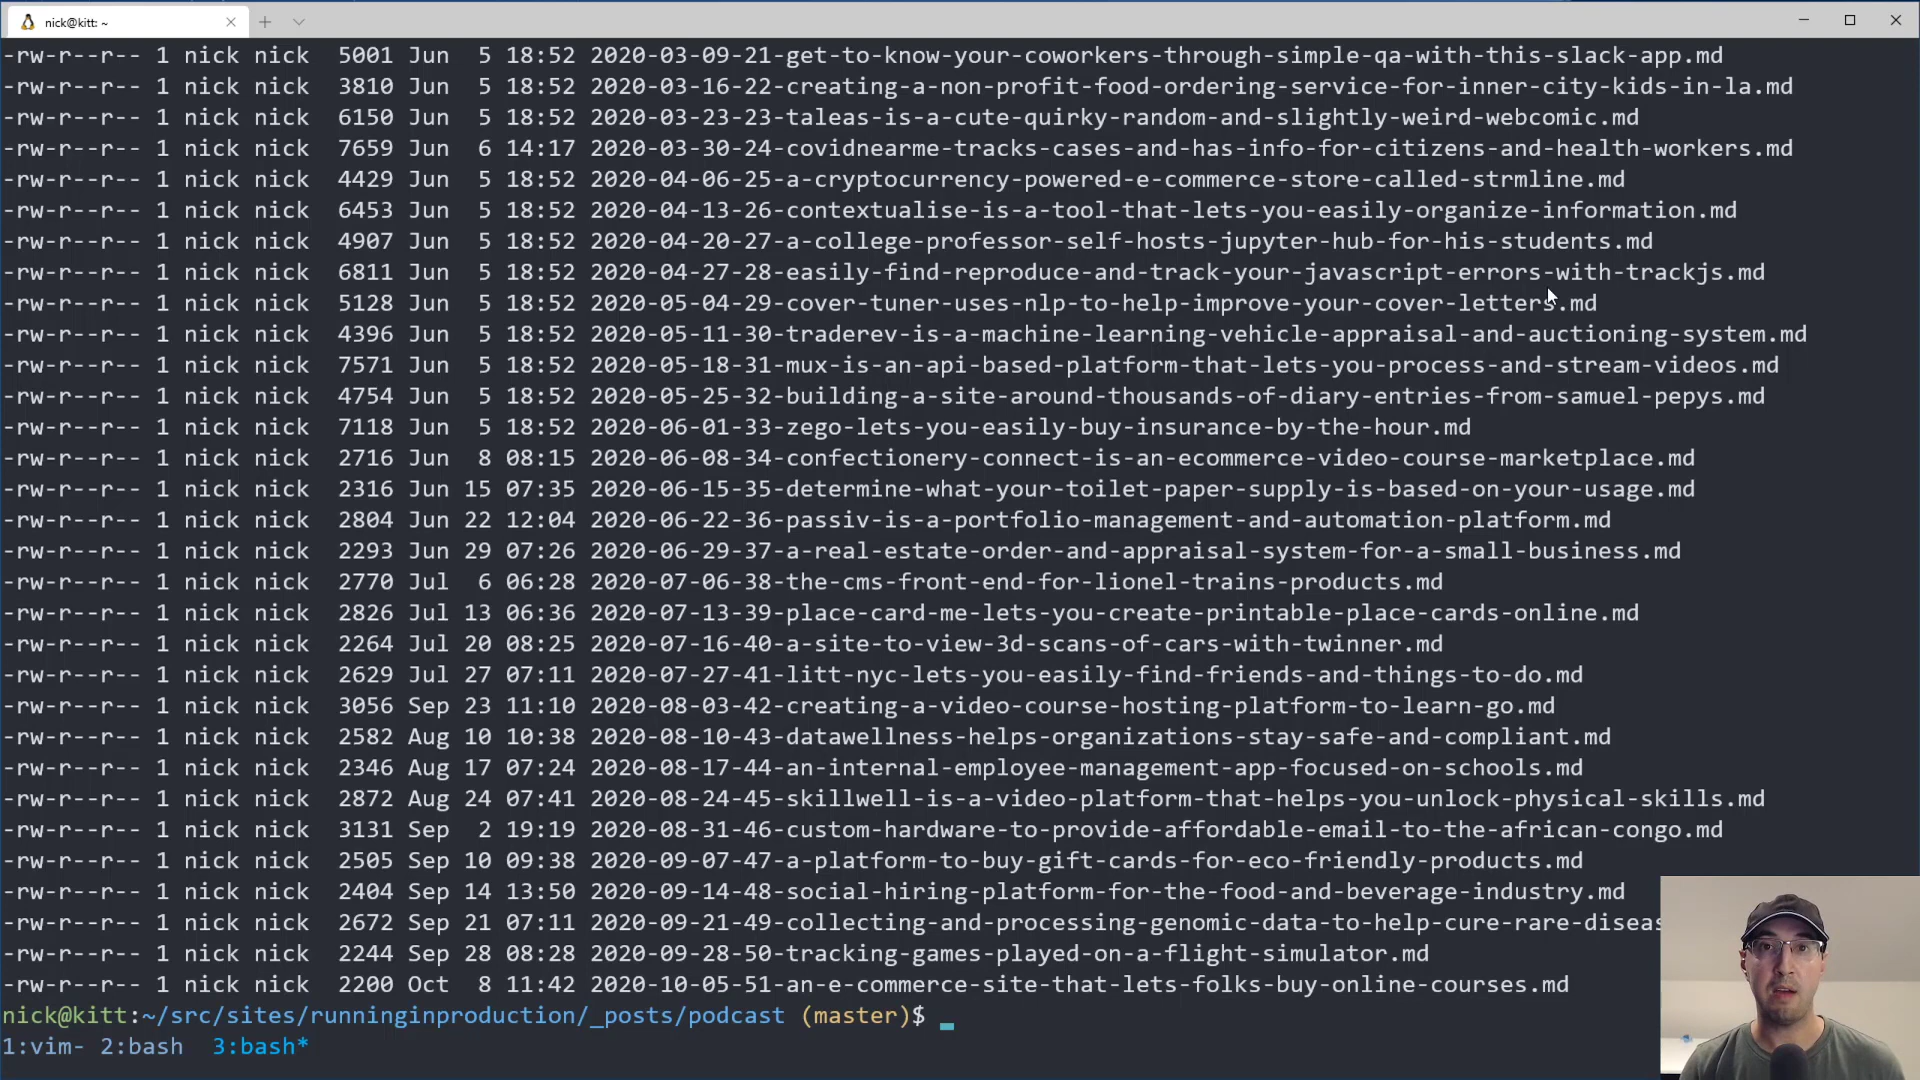 nick@kitt: ~
-rw-r--r-- 1 nick nick  5001 Jun  5 18:52 2020-03-09-21-get-to-know-your-coworkers-through-simple-qa-with-this-slack-app.md
-rw-r--r-- 1 nick nick  3810 Jun  5 18:52 2020-03-16-22-creating-a-non-profit-food-ordering-service-for-inner-city-kids-in-la.md
-rw-r--r-- 1 nick nick  6150 Jun  5 18:52 2020-03-23-23-taleas-is-a-cute-quirky-random-and-slightly-weird-webcomic.md
-rw-r--r-- 1 nick nick  7659 Jun  6 14:17 2020-03-30-24-covidnearme-tracks-cases-and-has-info-for-citizens-and-health-workers.md
-rw-r--r-- 1 nick nick  4429 Jun  5 18:52 2020-04-06-25-a-cryptocurrency-powered-e-commerce-store-called-strmline.md
-rw-r--r-- 1 nick nick  6453 Jun  5 18:52 2020-04-13-26-contextualise-is-a-tool-that-lets-you-easily-organize-information.md
-rw-r--r-- 1 nick nick  4907 Jun  5 18:52 2020-04-20-27-a-college-professor-self-hosts-jupyter-hub-for-his-students.md
-rw-r--r-- 1 nick nick  6811 Jun  5 18:52 2020-04-27-28-easily-find-reproduce-and-track-your-javascript-errors-with-trackjs.md
-rw-r--r-- 1 nick nick  5128 Jun  5 18:52 2020-05-04-29-cover-tuner-uses-nlp-to-help-improve-your-cover-letters.md
-rw-r--r-- 1 nick nick  4396 Jun  5 18:52 2020-05-11-30-traderev-is-a-machine-learning-vehicle-appraisal-and-auctioning-system.md
-rw-r--r-- 1 nick nick  7571 Jun  5 18:52 2020-05-18-31-mux-is-an-api-based-platform-that-lets-you-process-and-stream-videos.md
-rw-r--r-- 1 nick nick  4754 Jun  5 18:52 2020-05-25-32-building-a-site-around-thousands-of-diary-entries-from-samuel-pepys.md
-rw-r--r-- 1 nick nick  7118 Jun  5 18:52 2020-06-01-33-zego-lets-you-easily-buy-insurance-by-the-hour.md
-rw-r--r-- 1 nick nick  2716 Jun  8 08:15 2020-06-08-34-confectionery-connect-is-an-ecommerce-video-course-marketplace.md
-rw-r--r-- 1 nick nick  2316 Jun 15 07:35 2020-06-15-35-determine-what-your-toilet-paper-supply-is-based-on-your-usage.md
-rw-r--r-- 1 nick nick  2804 Jun 22 12:04 2020-06-22-36-passiv-is-a-portfolio-management-and-automation-platform.md
-rw-r--r-- 1 nick nick  2293 Jun 29 07:26 2020-06-29-37-a-real-estate-order-and-appraisal-system-for-a-small-business.md
-rw-r--r-- 1 nick nick  2770 Jul  6 06:28 2020-07-06-38-the-cms-front-end-for-lionel-trains-products.md
-rw-r--r-- 1 nick nick  2826 Jul 13 06:36 2020-07-13-39-place-card-me-lets-you-create-printable-place-cards-online.md
-rw-r--r-- 1 nick nick  2264 Jul 20 08:25 2020-07-16-40-a-site-to-view-3d-scans-of-cars-with-twinner.md
-rw-r--r-- 1 nick nick  2629 Jul 27 07:11 2020-07-27-41-litt-nyc-lets-you-easily-find-friends-and-things-to-do.md
-rw-r--r-- 1 nick nick  3056 Sep 23 11:10 2020-08-03-42-creating-a-video-course-hosting-platform-to-learn-go.md
-rw-r--r-- 1 nick nick  2582 Aug 10 10:38 2020-08-10-43-datawellness-helps-organizations-stay-safe-and-compliant.md
-rw-r--r-- 1 nick nick  2346 Aug 17 07:24 2020-08-17-44-an-internal-employee-management-app-focused-on-schools.md
-rw-r--r-- 1 nick nick  2872 Aug 24 07:41 2020-08-24-45-skillwell-is-a-video-platform-that-helps-you-unlock-physical-skills.md
-rw-r--r-- 1 nick nick  3131 Sep  2 19:19 2020-08-31-46-custom-hardware-to-provide-affordable-email-to-the-african-congo.md
-rw-r--r-- 1 nick nick  2505 Sep 10 09:38 2020-09-07-47-a-platform-to-buy-gift-cards-for-eco-friendly-products.md
-rw-r--r-- 1 nick nick  2404 Sep 14 13:50 2020-09-14-48-social-hiring-platform-for-the-food-and-beverage-industry.md
-rw-r--r-- 1 nick nick  2672 Sep 21 07:11 2020-09-21-49-collecting-and-processing-genomic-data-to-help-cure-rare-diseas
-rw-r--r-- 1 nick nick  2244 Sep 28 08:28 2020-09-28-50-tracking-games-played-on-a-flight-simulator.md
-rw-r--r-- 1 nick nick  2200 Oct  8 11:42 2020-10-05-51-an-e-commerce-site-that-lets-folks-buy-online-courses.md
nick@kitt:~/src/sites/runninginproduction/_posts/podcast (master)$
1:vim- 2:bash  3:bash*